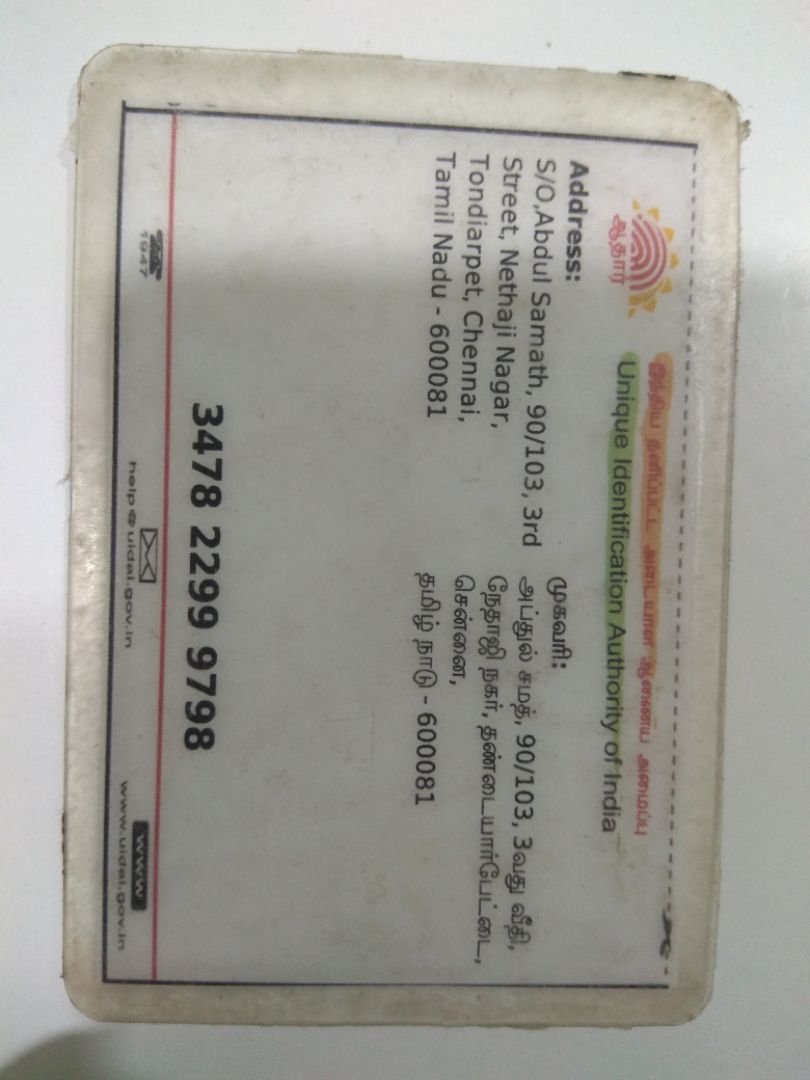 இந்திய தனிப்பட்ட அடையாள ஆணைய அமைப்பு
Unique Identification Authority of India
ஆதார்
Address:
S/O,Abdul Samath, 90/103, 3rd
Street, Nethaji Nagar,
Tondiarpet, Chennai,
Tamil Nadu - 600081
முகவரி:
அப்துல் சமத், 90/103, 3வது வீதி,
நேதாஜி நகர், தண்டையார்பேட்டை,
சென்னை,
தமிழ் நாடு - 600081
3478 2299 9798
1947
help@uidai.gov.in
www
www.uidai.gov.in